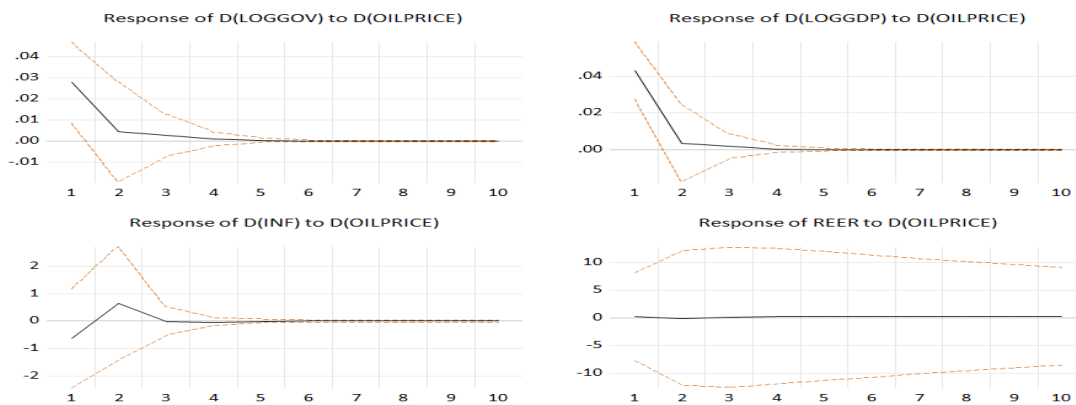 Response of D(LOGGOV) to D(OILPRICE)
.04
.03
.02
.01
.00
-.01
1 2 3 4 5 6 7 8 9 10
Response of D(LOGGDP) to D(OILPRICE)
.04
.02
.00
1 2 3 4 5 6 7 8 9 10
Response of D(INF) to D(OILPRICE)
2
1
0
-1
-2
1 2 3 4 5 6 7 8 9 10
Response of REER to D(OILPRICE)
10
5
0
-5
-10
1 2 3 4 5 6 7 8 9 10